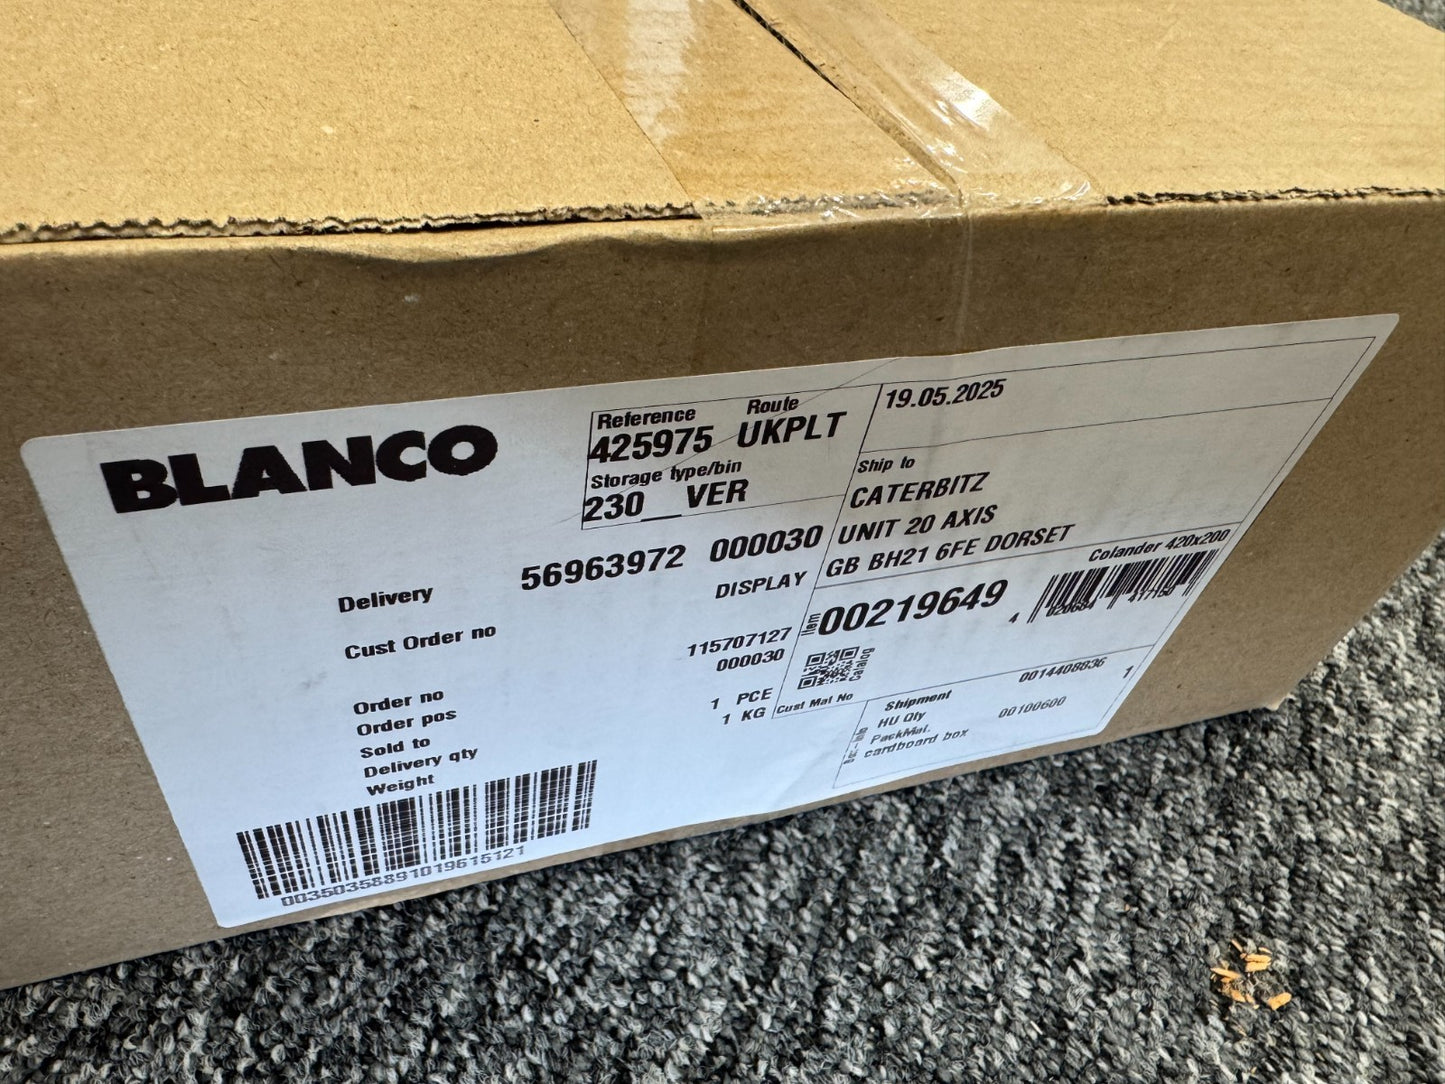 BLANCO
Reference Route
425975 UKPLT
Storage type/bin
230__VER
19.05.2025
Ship to
CATERBITZ
UNIT 20 AXIS
GB BH21 6FE DORSET
Delivery 56963972 000030
Cust Order no DISPLAY
Order no 115707127
Order pos 000030
Sold to
Delivery qty 1 PCE
Weight 1 KG
00350358891019615121
Colander 420x200
Item 00219649
Catalog
Cust Mat No
Shipment 0014408836
HU Qty 1
PackMat. 00100600
cardboard box